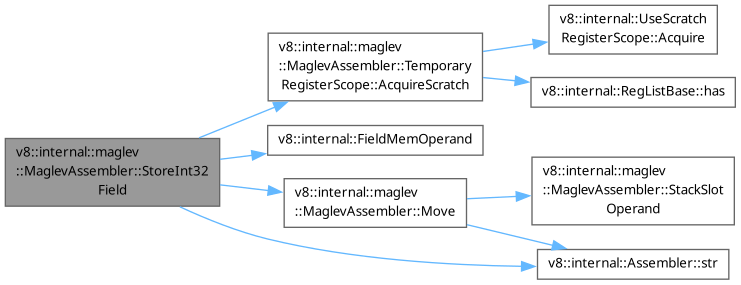 v8::internal::maglev
::MaglevAssembler::StoreInt32
Field
v8::internal::maglev
::MaglevAssembler::Temporary
RegisterScope::AcquireScratch
v8::internal::UseScratch
RegisterScope::Acquire
v8::internal::RegListBase::has
v8::internal::FieldMemOperand
v8::internal::maglev
::MaglevAssembler::Move
v8::internal::maglev
::MaglevAssembler::StackSlot
Operand
v8::internal::Assembler::str